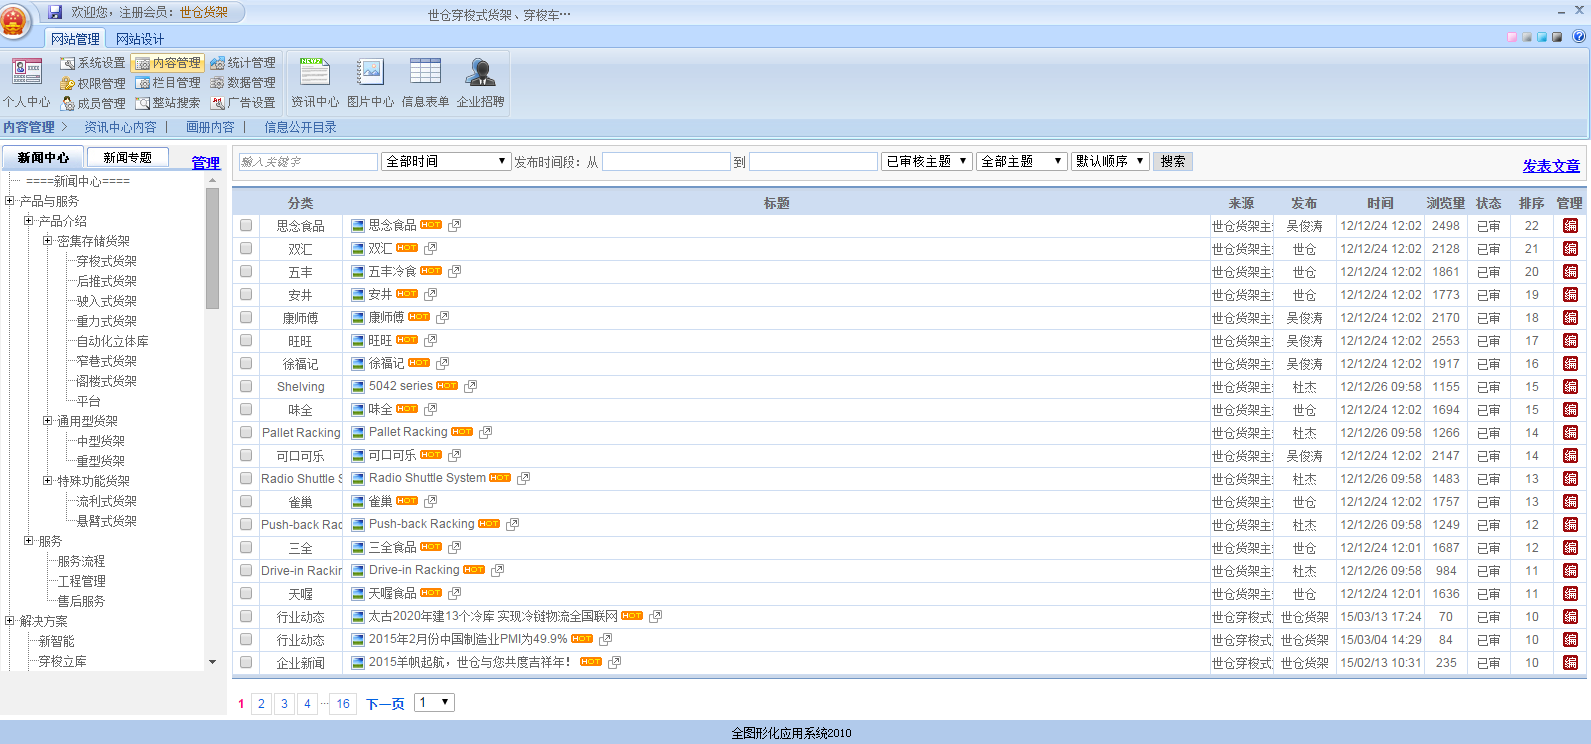 欢迎您，注册会员：世仓货架
世仓穿梭式货架、穿梭车…
网站管理 网站设计
个人中心
系统设置 内容管理 统计管理
权限管理 栏目管理 数据管理
成员管理 整站搜索 广告设置
资讯中心 图片中心 信息表单 企业招聘
内容管理 > 资讯中心内容 | 画册内容 | 信息公开目录
新闻中心 新闻专题 管理
====新闻中心====
产品与服务
产品介绍
密集存储货架
穿梭式货架
后推式货架
驶入式货架
重力式货架
自动化立体库
窄巷式货架
阁楼式货架
平台
通用型货架
中型货架
重型货架
特殊功能货架
流利式货架
悬臂式货架
服务
服务流程
工程管理
售后服务
解决方案
新智能
穿梭立库
输入关键字 全部时间 发布时间段：从 到 已审核主题 全部主题 默认顺序 搜索 发表文章
分类 标题 来源 发布 时间 浏览量 状态 排序 管理
思念食品 思念食品 HOT 世仓货架主 吴俊涛 12/12/24 12:02 2498 已审 22 编
双汇 双汇 HOT 世仓货架主 世仓 12/12/24 12:02 2128 已审 21 编
五丰 五丰冷食 HOT 世仓货架主 世仓 12/12/24 12:02 1861 已审 20 编
安井 安井 HOT 世仓货架主 世仓 12/12/24 12:02 1773 已审 19 编
康师傅 康师傅 HOT 世仓货架主 吴俊涛 12/12/24 12:02 2170 已审 18 编
旺旺 旺旺 HOT 世仓货架主 吴俊涛 12/12/24 12:02 2553 已审 17 编
徐福记 徐福记 HOT 世仓货架主 吴俊涛 12/12/24 12:02 1917 已审 16 编
Shelving 5042 series HOT 世仓货架主 杜杰 12/12/26 09:58 1155 已审 15 编
味全 味全 HOT 世仓货架主 世仓 12/12/24 12:02 1694 已审 15 编
Pallet Racking Pallet Racking HOT 世仓货架主 杜杰 12/12/26 09:58 1266 已审 14 编
可口可乐 可口可乐 HOT 世仓货架主 吴俊涛 12/12/24 12:02 2147 已审 14 编
Radio Shuttle S Radio Shuttle System HOT 世仓货架主 杜杰 12/12/26 09:58 1483 已审 13 编
雀巢 雀巢 HOT 世仓货架主 世仓 12/12/24 12:02 1757 已审 13 编
Push-back Rac Push-back Racking HOT 世仓货架主 杜杰 12/12/26 09:58 1249 已审 12 编
三全 三全食品 HOT 世仓货架主 世仓 12/12/24 12:01 1687 已审 12 编
Drive-in Rackin Drive-in Racking HOT 世仓货架主 杜杰 12/12/26 09:58 984 已审 11 编
天喔 天喔食品 HOT 世仓货架主 世仓 12/12/24 12:01 1636 已审 11 编
行业动态 太古2020年建13个冷库 实现冷链物流全国联网 HOT 世仓穿梭式 世仓货架 15/03/13 17:24 70 已审 10 编
行业动态 2015年2月份中国制造业PMI为49.9% HOT 世仓穿梭式 世仓货架 15/03/04 14:29 84 已审 10 编
企业新闻 2015羊帆起航，世仓与您共度吉祥年！ HOT 世仓穿梭式 世仓货架 15/02/13 10:31 235 已审 10 编
1 2 3 4 … 16 下一页 1
全图形化应用系统2010